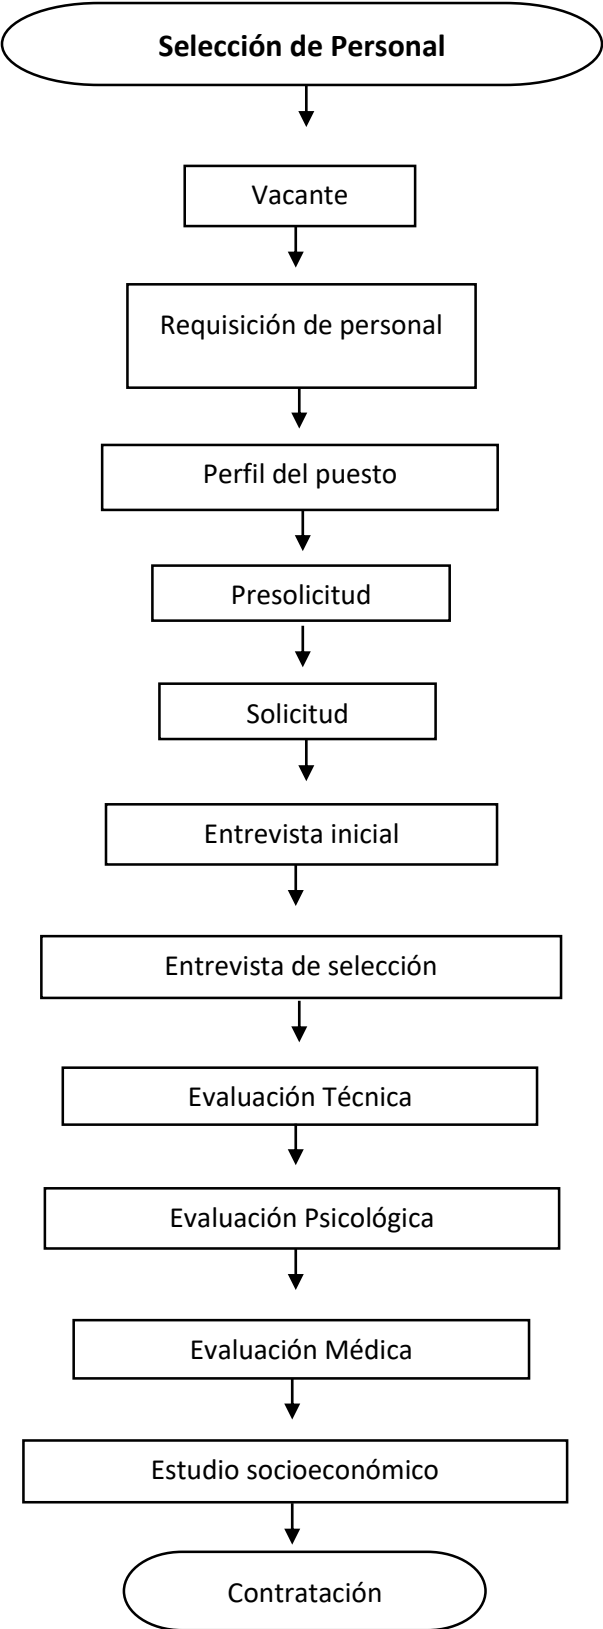 Selección de Personal
Vacante
Requisición de personal
Perfil del puesto
Presolicitud
Solicitud
Entrevista inicial
Entrevista de selección
Evaluación Técnica
Evaluación Psicológica
Evaluación Médica
Estudio socioeconómico
Contratación